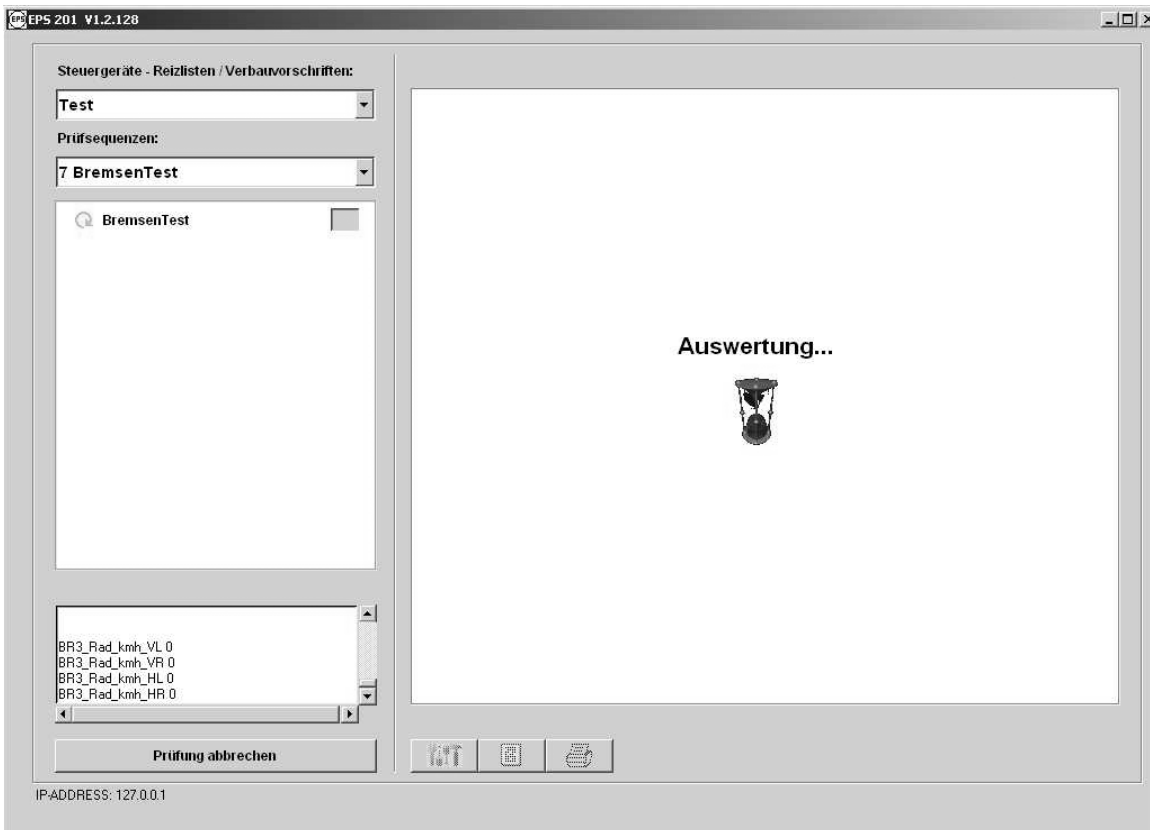 EPS EPS 201 V1.2.128
Steuergeräte - Reizlisten / Verbauvorschriften:
Test
Prüfsequenzen:
7 BremsenTest
BremsenTest
Auswertung...
BR3_Rad_kmh_VL 0
BR3_Rad_kmh_VR 0
BR3_Rad_kmh_HL 0
BR3_Rad_kmh_HR 0
Prüfung abbrechen
IP-ADDRESS: 127.0.0.1